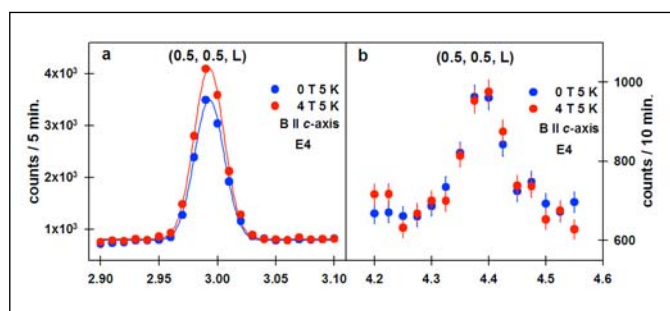 a
(0.5, 0.5, L)
0 T 5 K
4 T 5 K
B ll c-axis
E4
4x10³
3x10³
2x10³
1x10³
counts / 5 min.
2.90 2.95 3.00 3.05 3.10
b
(0.5, 0.5, L)
0 T 5 K
4 T 5 K
B ll c-axis
E4
1000
800
600
counts / 10 min.
4.2 4.3 4.4 4.5 4.6